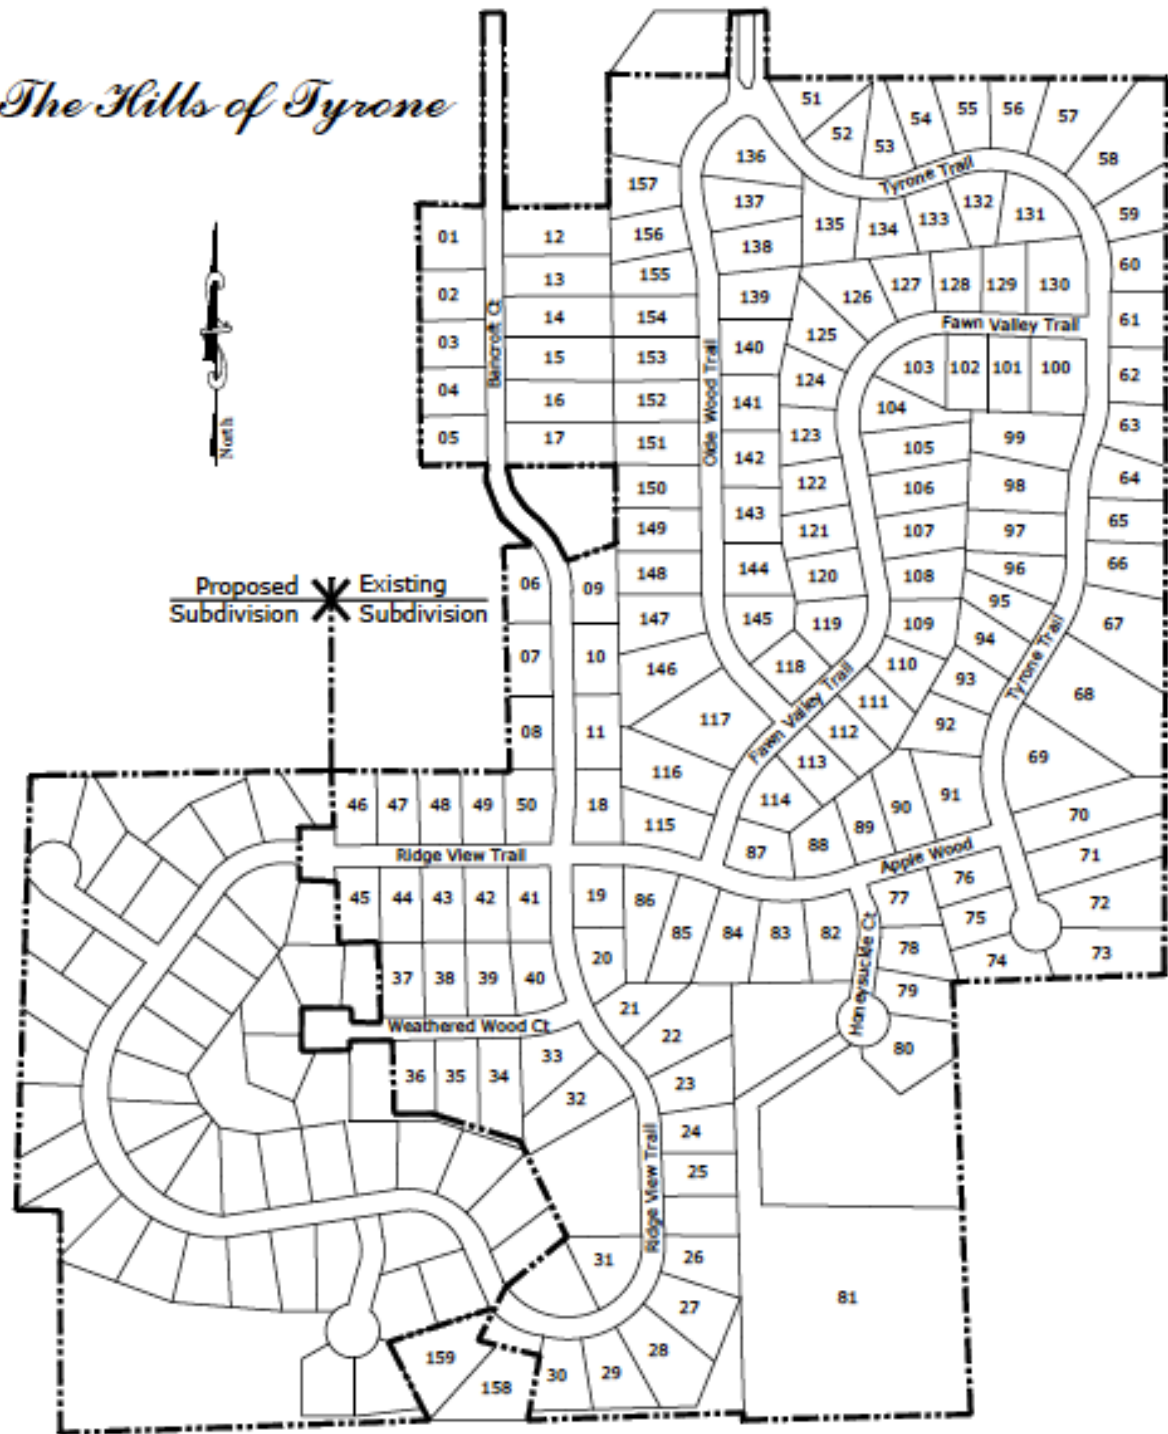 The Hills of Tyrone
North
Proposed Existing
Subdivision Subdivision
51 52 53 54 55 56 57 58 59 60 61 62 63 64 65 66 67 68 69 70 71 72 73 74 75 76 77 78 79 80 81
Tyrone Trail
136 137 138 139 140 141 142 143 144 145
135 134 133 132 131
157 156 155 154 153 152 151 150 149 148 147 146
01 02 03 04 05
12 13 14 15 16 17
Bancroft Ct
Olde Wood Trail
126 127 128 129 130
Fawn Valley Trail
125 124 123 122 121 120 119 118 117 116 115
103 102 101 100
104 105 106 107 108 109 110 111 112 113 114
99 98 97 96 95 94 93 92 91 90 89 88 87
Tyrone Trail
Fawn Valley Trail
06 07 08
09 10 11 18
46 47 48 49 50
Ridge View Trail
Apple Wood
45 44 43 42 41
19 20
86 85 84 83 82
Honeysuckle Ct
37 38 39 40
Weathered Wood Ct
36 35 34 33 32
21 22 23 24 25 26 27 28 29 30 31
Ridge View Trail
159 158